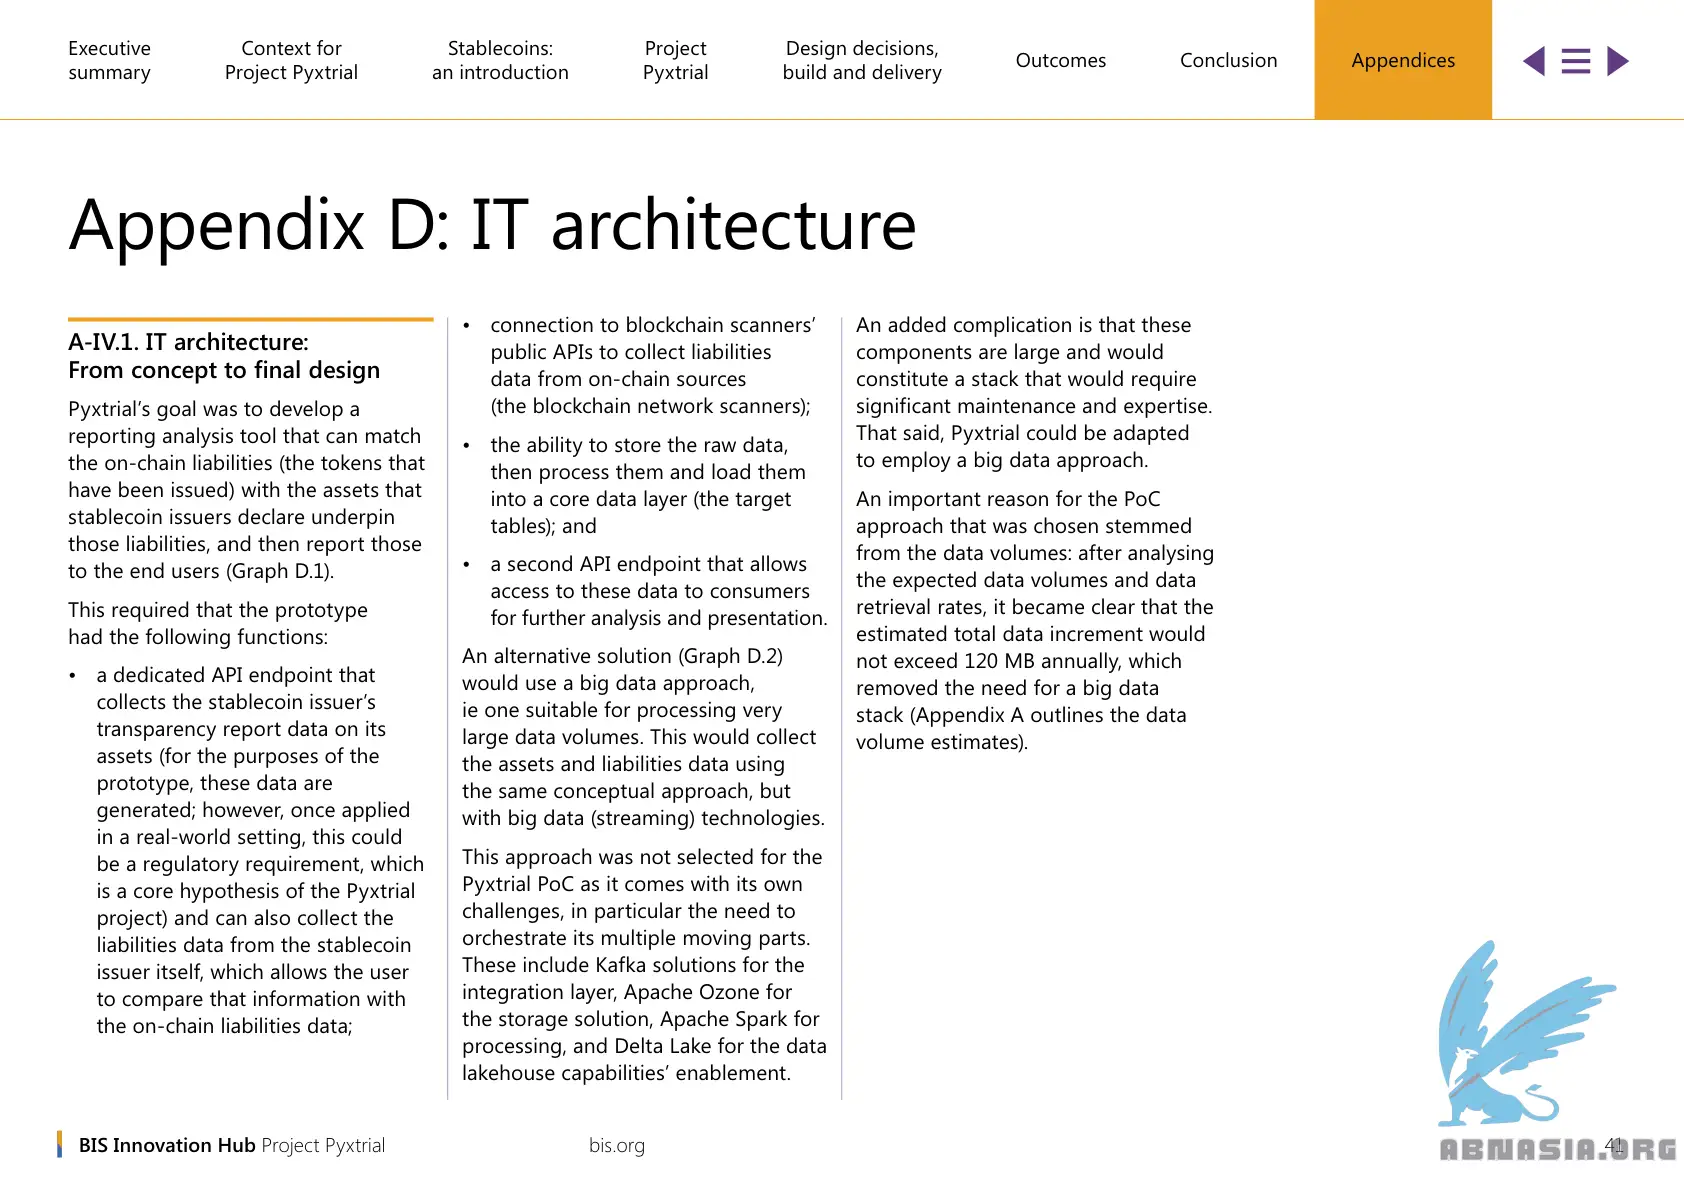 Executive
summary
Context for
Project Pyxtrial
Stablecoins:
an introduction
Project
Pyxtrial
Design decisions,
build and delivery
Outcomes
Conclusion
Appendices
Appendix D: IT architecture
A-IV.1. IT architecture:
From concept to final design
Pyxtrial’s goal was to develop a
reporting analysis tool that can match
the on-chain liabilities (the tokens that
have been issued) with the assets that
stablecoin issuers declare underpin
those liabilities, and then report those
to the end users (Graph D.1).
This required that the prototype
had the following functions:
• a dedicated API endpoint that
collects the stablecoin issuer’s
transparency report data on its
assets (for the purposes of the
prototype, these data are
generated; however, once applied
in a real-world setting, this could
be a regulatory requirement, which
is a core hypothesis of the Pyxtrial
project) and can also collect the
liabilities data from the stablecoin
issuer itself, which allows the user
to compare that information with
the on-chain liabilities data;
• connection to blockchain scanners’
public APIs to collect liabilities
data from on-chain sources
(the blockchain network scanners);
• the ability to store the raw data,
then process them and load them
into a core data layer (the target
tables); and
• a second API endpoint that allows
access to these data to consumers
for further analysis and presentation.
An alternative solution (Graph D.2)
would use a big data approach,
ie one suitable for processing very
large data volumes. This would collect
the assets and liabilities data using
the same conceptual approach, but
with big data (streaming) technologies.
This approach was not selected for the
Pyxtrial PoC as it comes with its own
challenges, in particular the need to
orchestrate its multiple moving parts.
These include Kafka solutions for the
integration layer, Apache Ozone for
the storage solution, Apache Spark for
processing, and Delta Lake for the data
lakehouse capabilities’ enablement.
An added complication is that these
components are large and would
constitute a stack that would require
significant maintenance and expertise.
That said, Pyxtrial could be adapted
to employ a big data approach.
An important reason for the PoC
approach that was chosen stemmed
from the data volumes: after analysing
the expected data volumes and data
retrieval rates, it became clear that the
estimated total data increment would
not exceed 120 MB annually, which
removed the need for a big data
stack (Appendix A outlines the data
volume estimates).
BIS Innovation Hub Project Pyxtrial
bis.org
41
ABNASIA.ORG